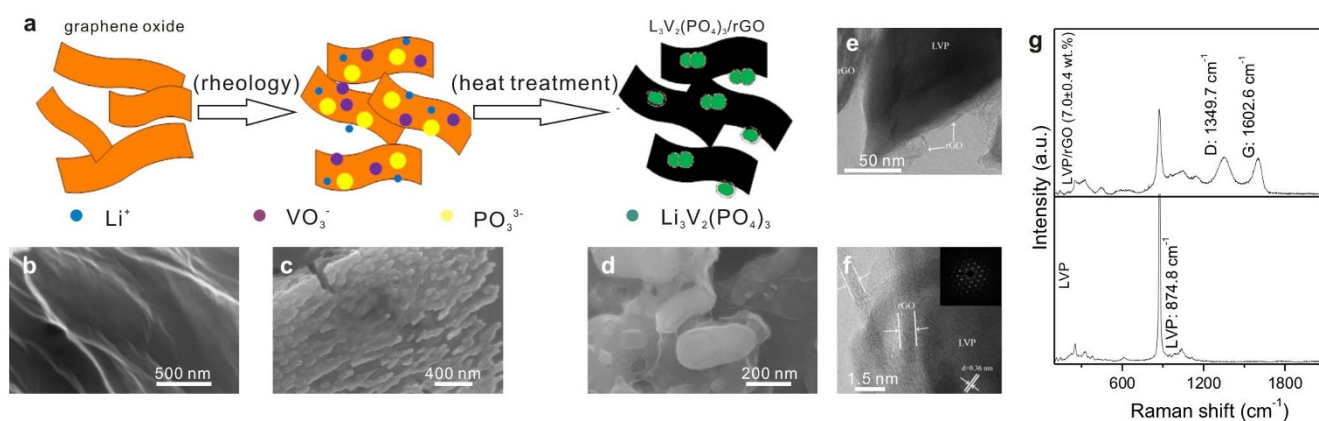 a
graphene oxide
(rheology)
(heat treatment)
L₃V₂(PO₄)₃/rGO
Li⁺
VO₃⁻
PO₃³⁻
Li₃V₂(PO₄)₃
b
500 nm
c
400 nm
d
200 nm
e
rGO
LVP
rGO
50 nm
f
rGO
LVP
d=0.36 nm
1.5 nm
g
Intensity (a.u.)
LVP/rGO (7.0±0.4 wt.%)
D: 1349.7 cm⁻¹
G: 1602.6 cm⁻¹
LVP
LVP: 874.8 cm⁻¹
600 1200 1800
Raman shift (cm⁻¹)